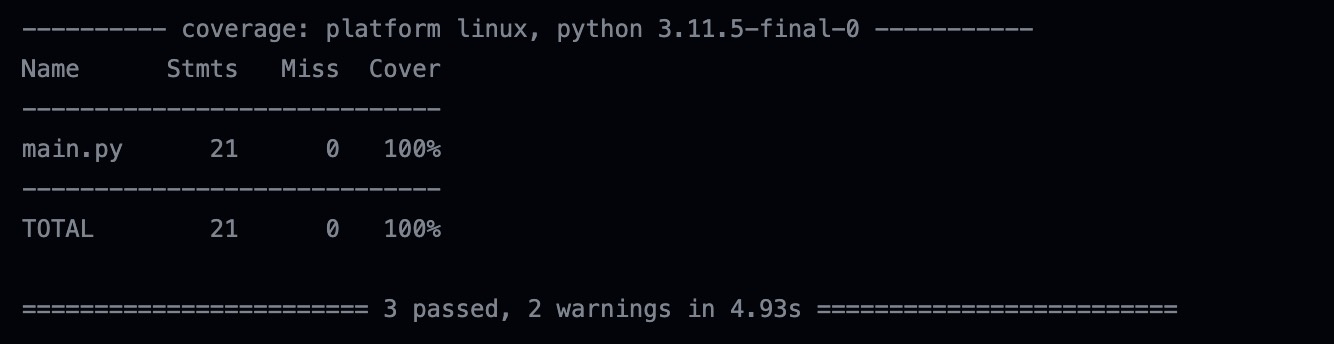 ---------- coverage: platform linux, python 3.11.5-final-0 -----------
Name      Stmts   Miss  Cover
-----------------------------
main.py      21      0   100%
-----------------------------
TOTAL        21      0   100%
======================== 3 passed, 2 warnings in 4.93s =========================